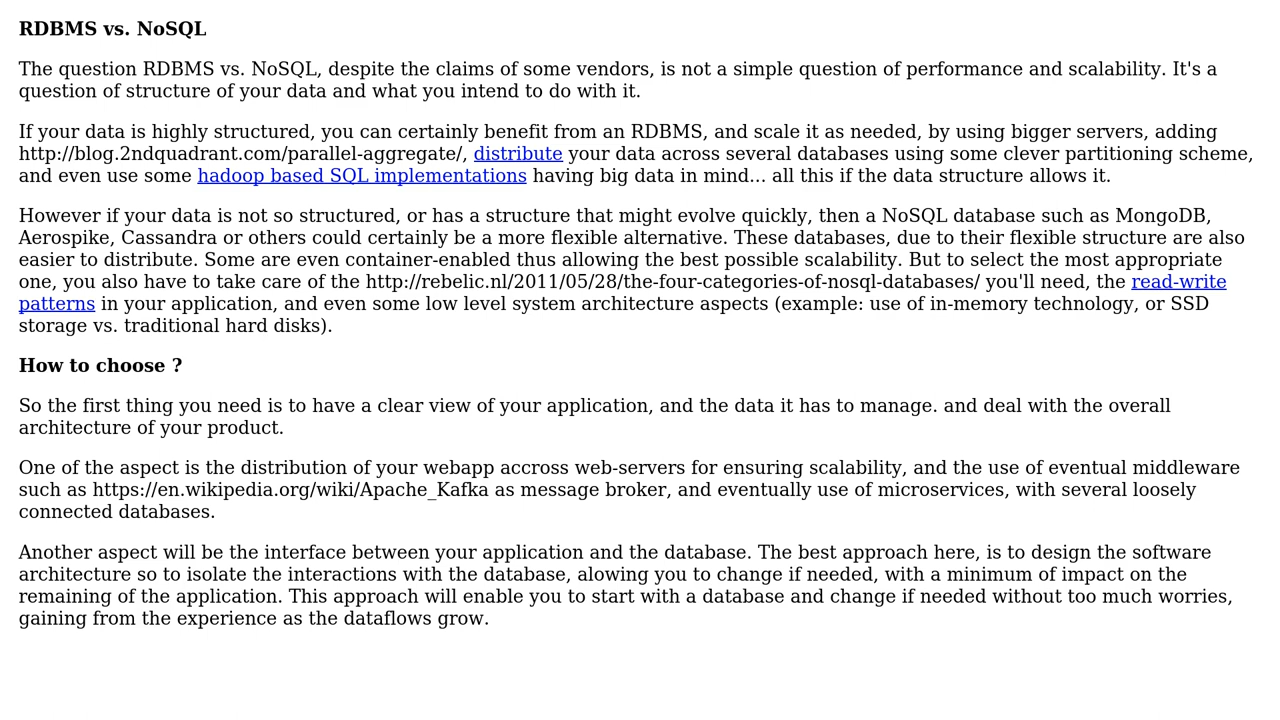 RDBMS vs. NoSQL
The question RDBMS vs. NoSQL, despite the claims of some vendors, is not a simple question of performance and scalability. It's a
question of structure of your data and what you intend to do with it.
If your data is highly structured, you can certainly benefit from an RDBMS, and scale it as needed, by using bigger servers, adding
http://blog.2ndquadrant.com/parallel-aggregate/, distribute your data across several databases using some clever partitioning scheme,
and even use some hadoop based SQL implementations having big data in mind... all this if the data structure allows it.
However if your data is not so structured, or has a structure that might evolve quickly, then a NoSQL database such as MongoDB,
Aerospike, Cassandra or others could certainly be a more flexible alternative. These databases, due to their flexible structure are also
easier to distribute. Some are even container-enabled thus allowing the best possible scalability. But to select the most appropriate
one, you also have to take care of the http://rebelic.nl/2011/05/28/the-four-categories-of-nosql-databases/ you'll need, the read-write
patterns in your application, and even some low level system architecture aspects (example: use of in-memory technology, or SSD
storage vs. traditional hard disks).
How to choose ?
So the first thing you need is to have a clear view of your application, and the data it has to manage. and deal with the overall
architecture of your product.
One of the aspect is the distribution of your webapp accross web-servers for ensuring scalability, and the use of eventual middleware
such as https://en.wikipedia.org/wiki/Apache_Kafka as message broker, and eventually use of microservices, with several loosely
connected databases.
Another aspect will be the interface between your application and the database. The best approach here, is to design the software
architecture so to isolate the interactions with the database, alowing you to change if needed, with a minimum of impact on the
remaining of the application. This approach will enable you to start with a database and change if needed without too much worries,
gaining from the experience as the dataflows grow.